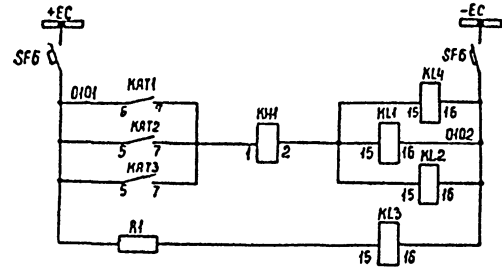 +EC
-EC
SF6
SF6
KL4
0101
KAT1
6 7
15 16
KAT2
KH1
KL1
0102
5 7
1 2
15 16
KAT3
KL2
5 7
15 16
R1
KL3
15 16